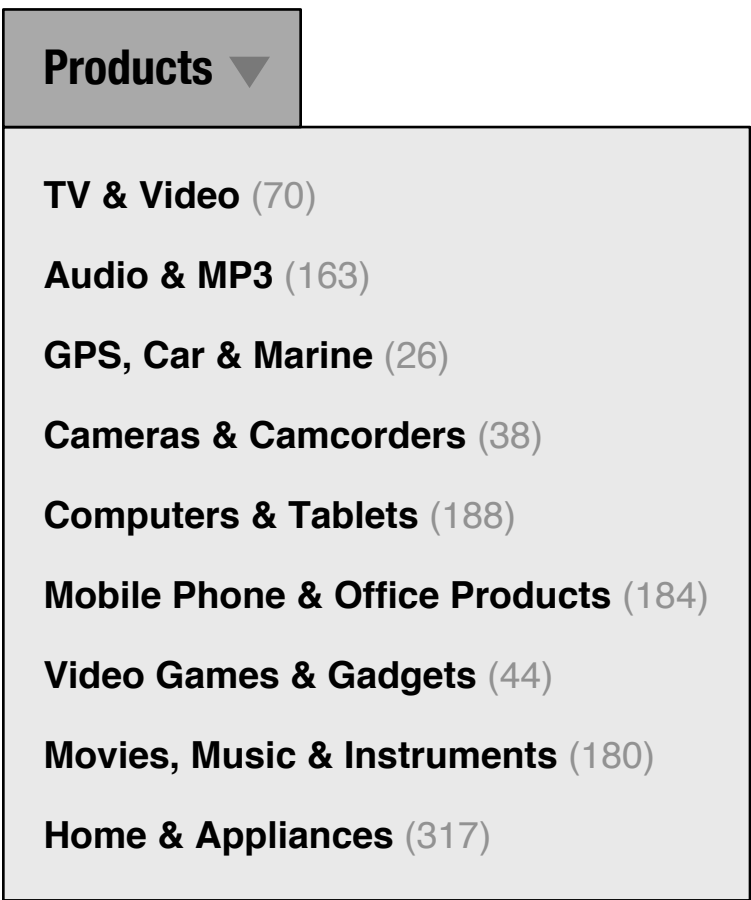 Products
TV & Video (70)
Audio & MP3 (163)
GPS, Car & Marine (26)
Cameras & Camcorders (38)
Computers & Tablets (188)
Mobile Phone & Office Products (184)
Video Games & Gadgets (44)
Movies, Music & Instruments (180)
Home & Appliances (317)